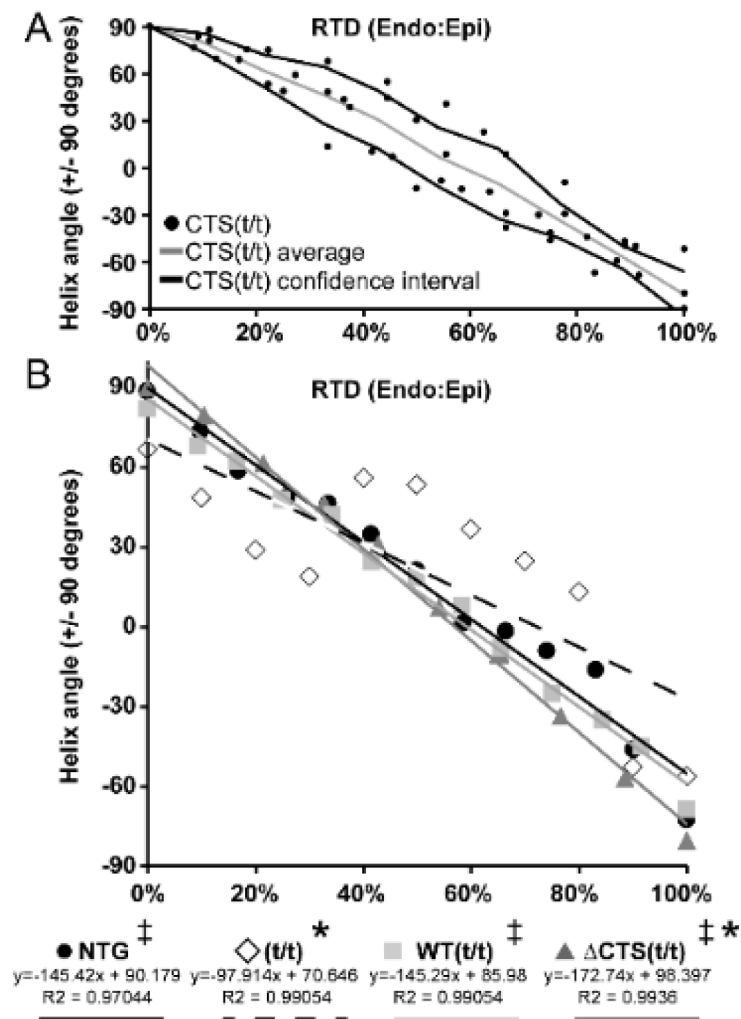 A
RTD (Endo:Epi)
Helix angle (+/- 90 degrees)
90
60
30
0
-30
-60
-90
CTS(t/t)
CTS(t/t) average
CTS(t/t) confidence interval
0% 20% 40% 60% 80% 100%
B
RTD (Endo:Epi)
Helix angle (+/- 90 degrees)
90
60
30
0
-30
-60
-90
0% 20% 40% 60% 80% 100%
NTG ‡ (t/t) * WT(t/t) ‡ ΔCTS(t/t) ‡ *
y=-145.42x + 90.179 y=-97.914x + 70.646 y=-145.29x + 85.98 y=-172.74x + 98.397
R2 = 0.97044 R2 = 0.99054 R2 = 0.99054 R2 = 0.9936